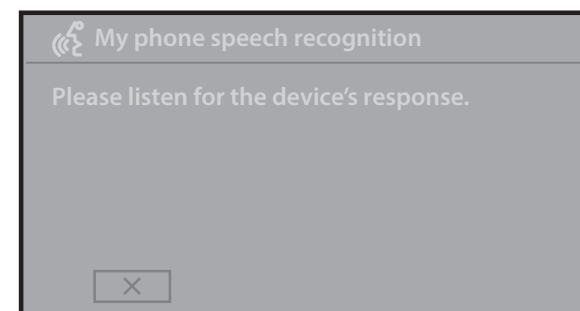 My phone speech recognition
Please listen for the device’s response.